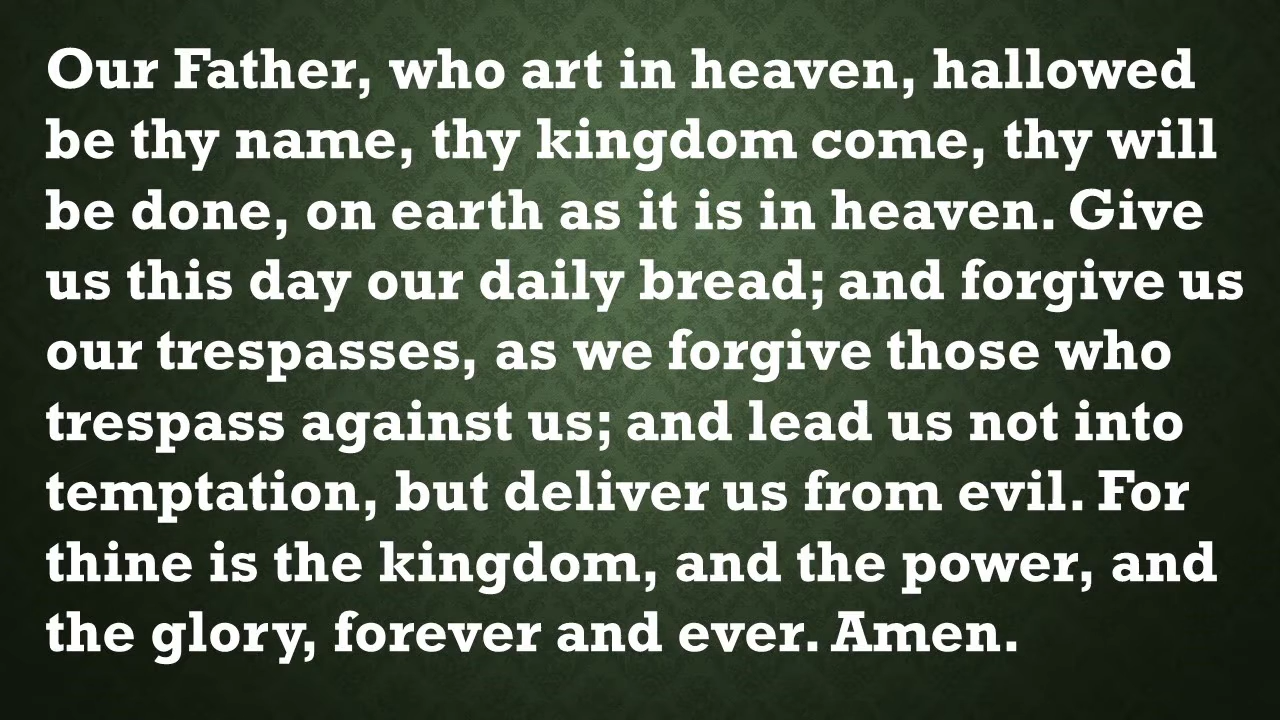 Our Father, who art in heaven, hallowed
be thy name, thy kingdom come, thy will
be done, on earth as it is in heaven. Give
us this day our daily bread; and forgive us
our trespasses, as we forgive those who
trespass against us; and lead us not into
temptation, but deliver us from evil. For
thine is the kingdom, and the power, and
the glory, forever and ever. Amen.